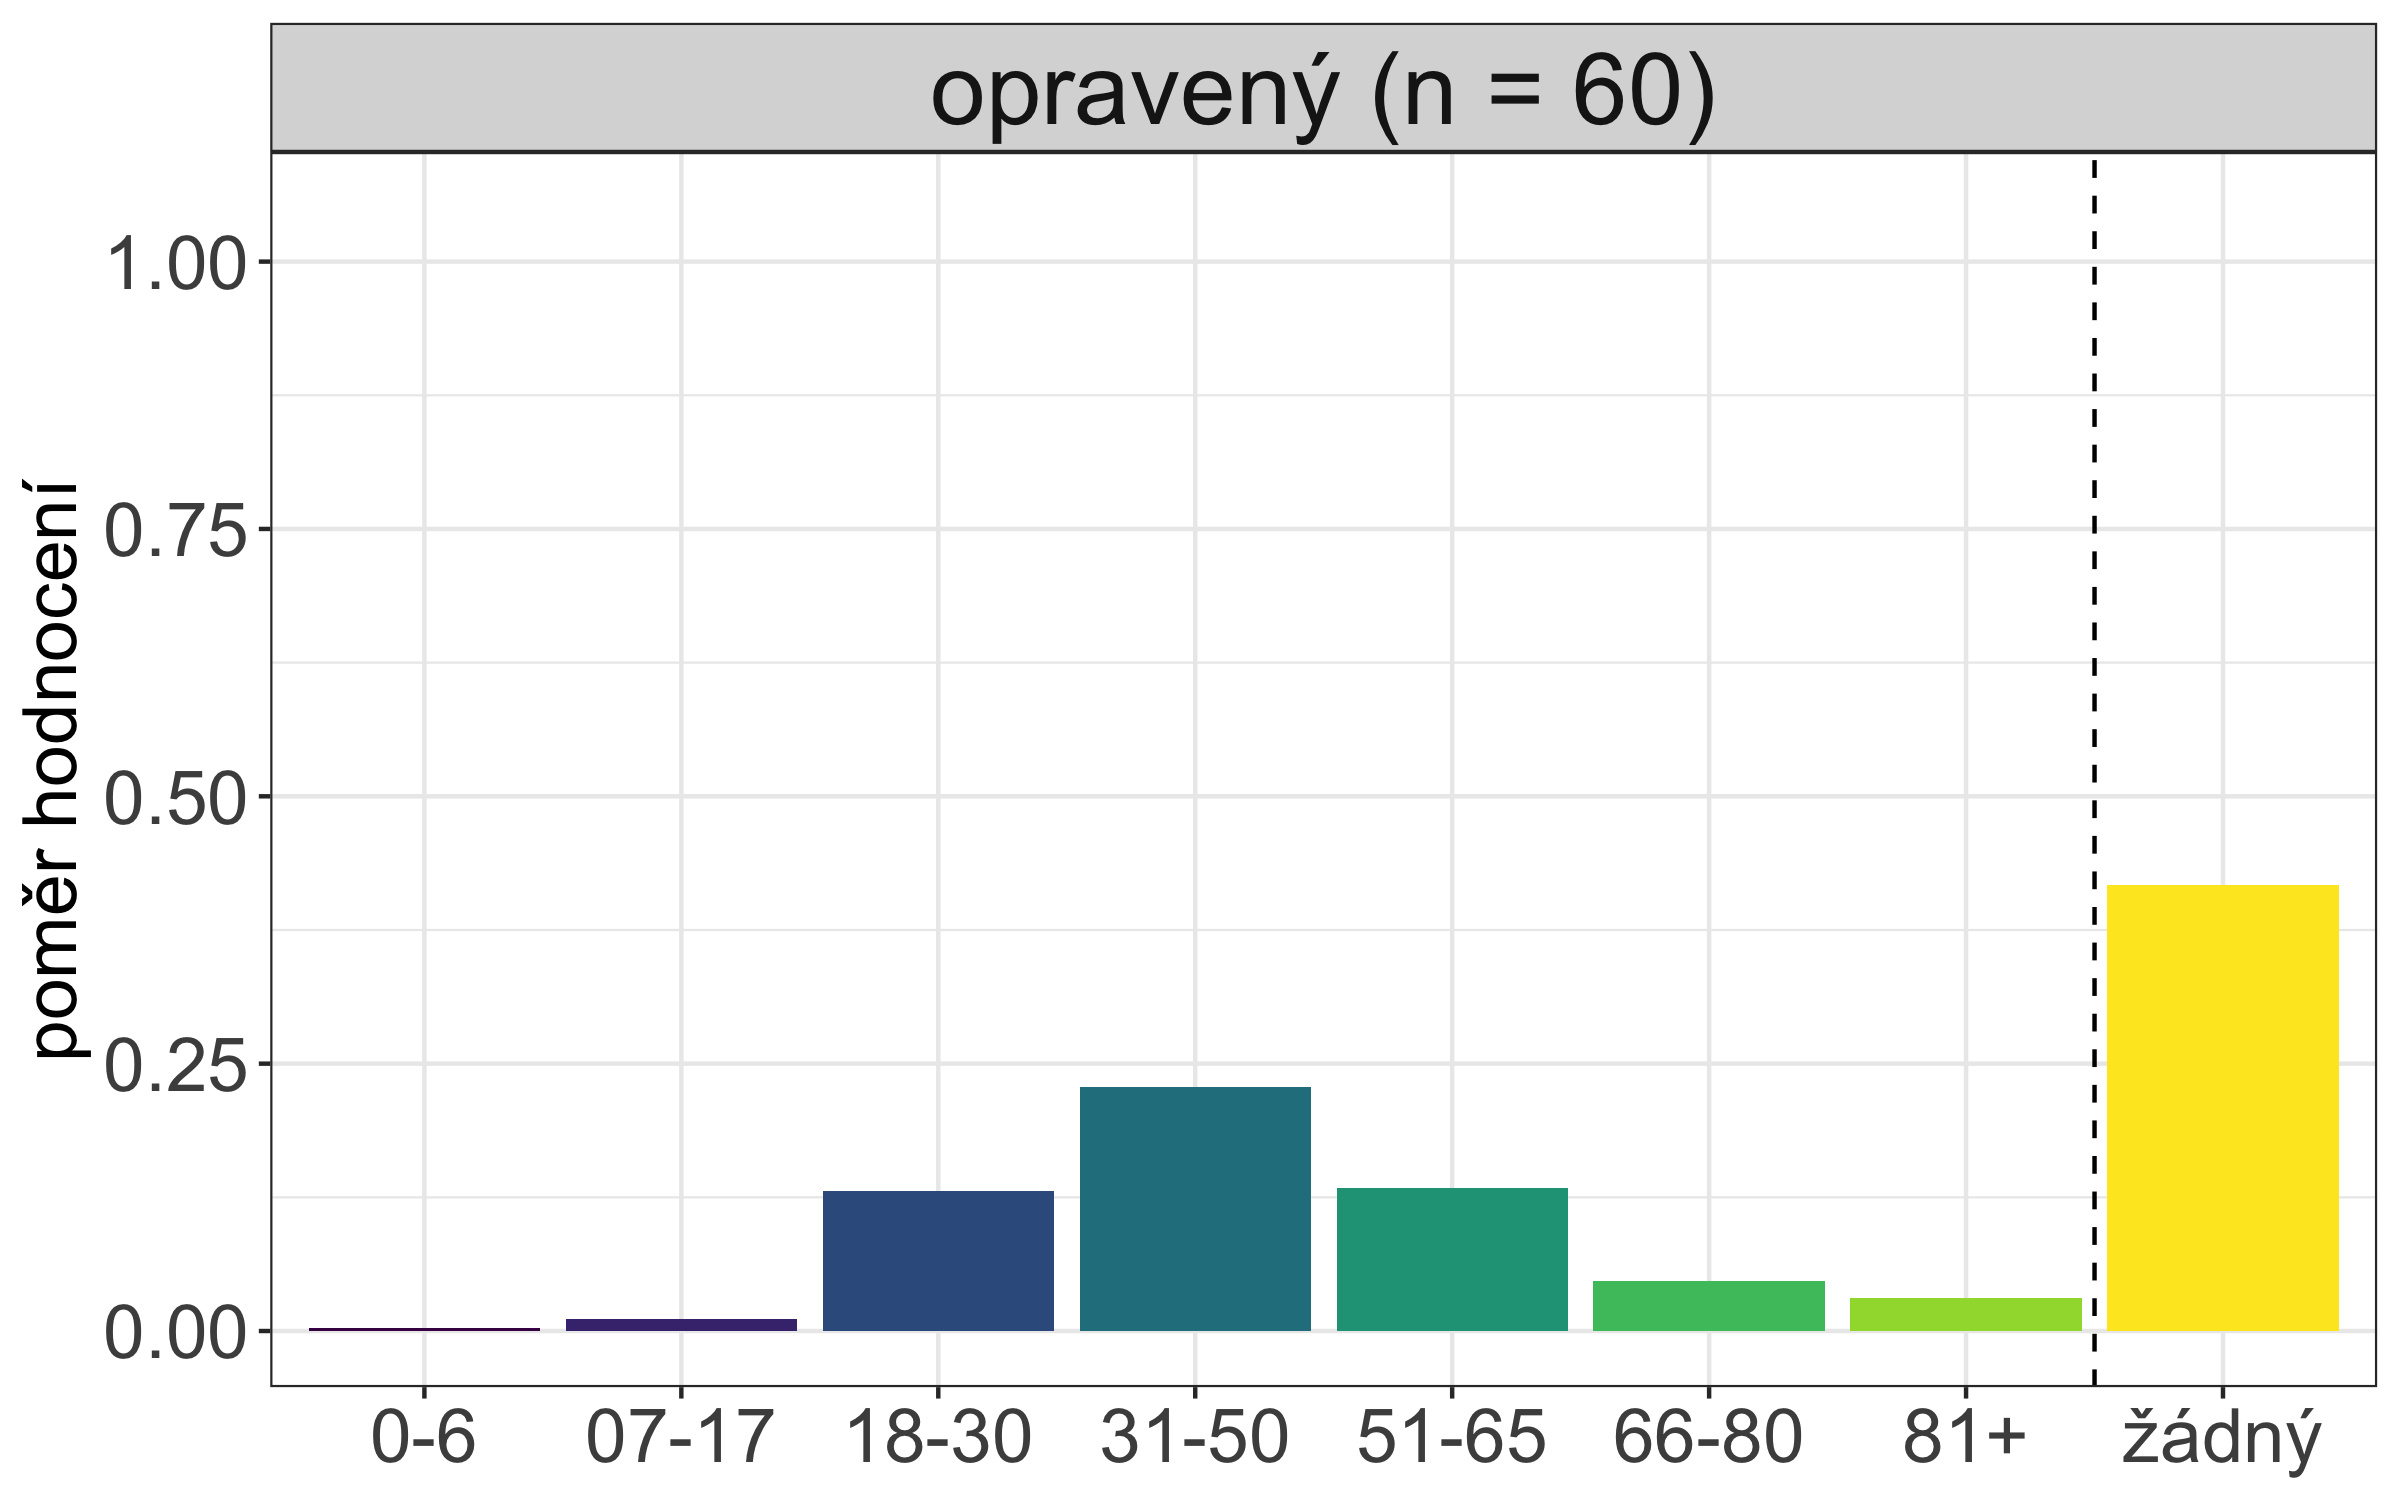 opravený (n = 60)
poměr hodnocení
1.00
0.75
0.50
0.25
0.00
0-6 07-17 18-30 31-50 51-65 66-80 81+ žádný